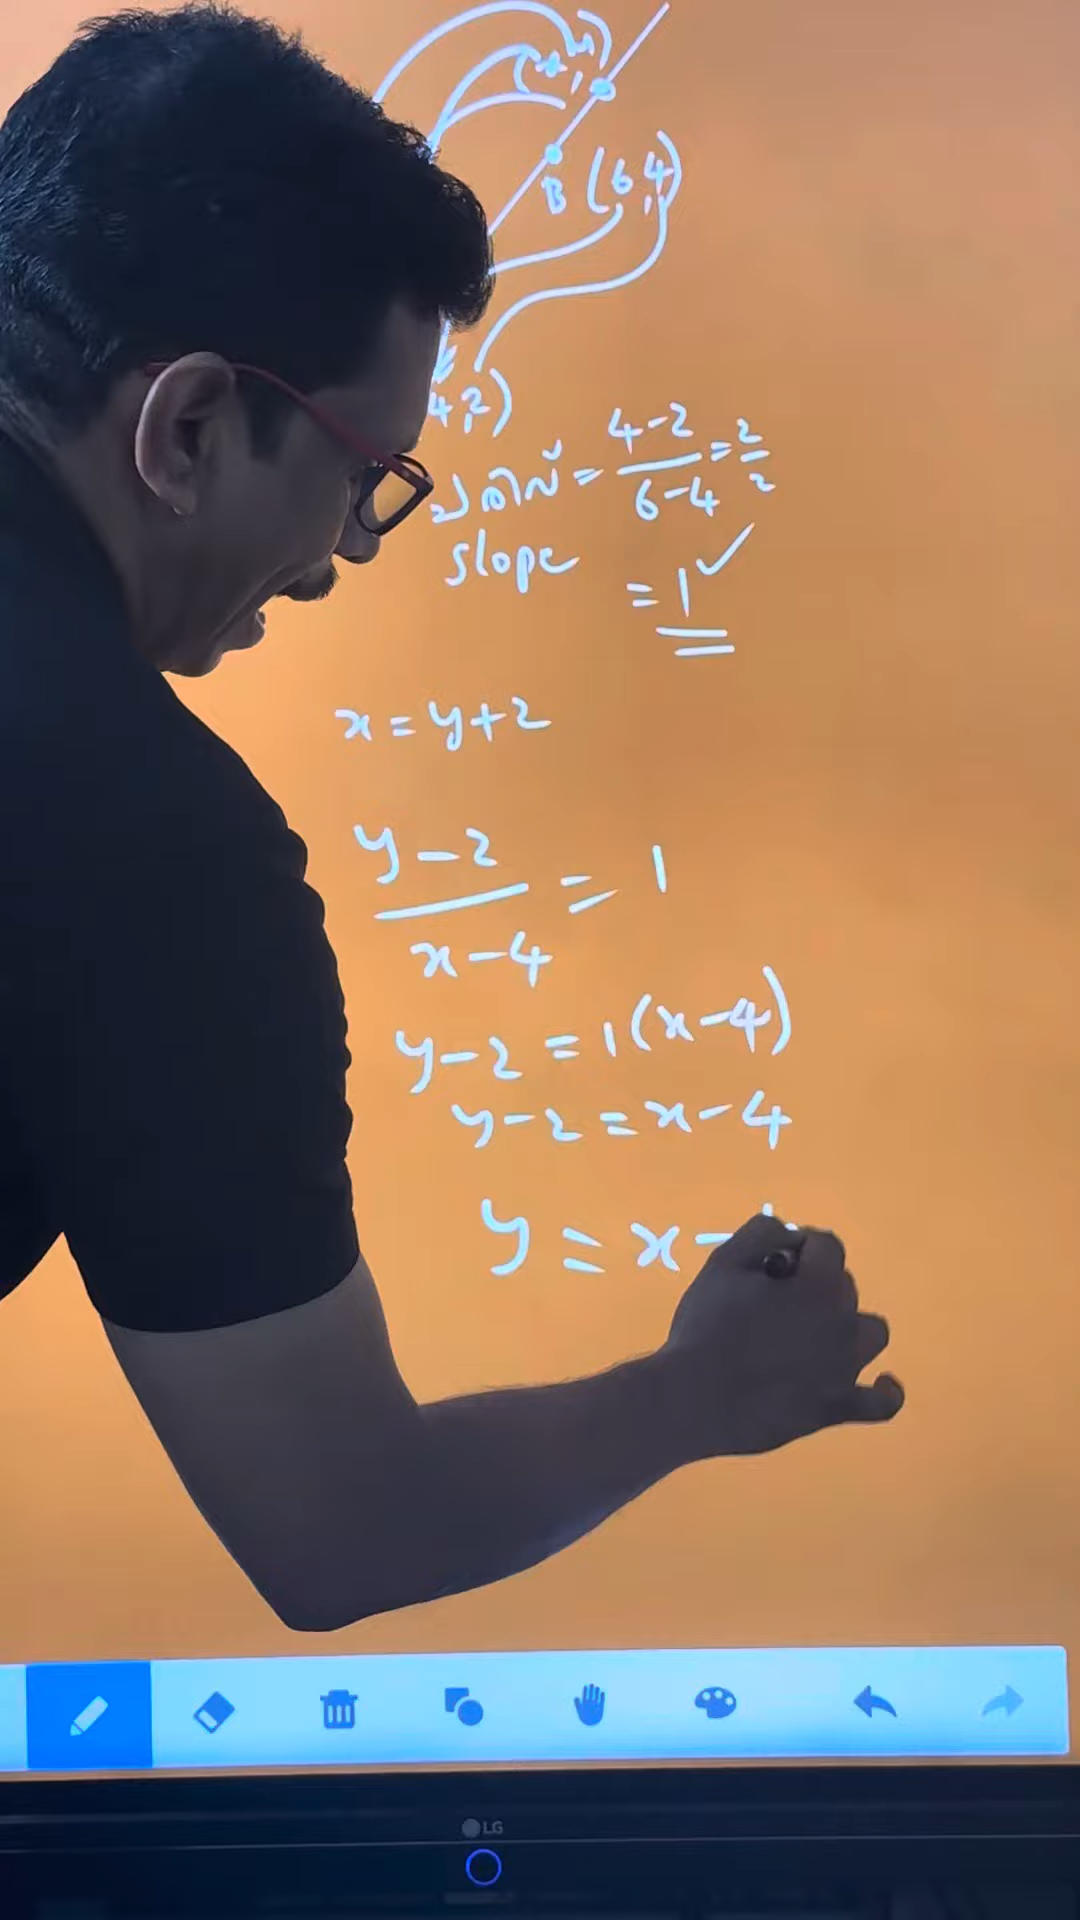 (x, y)
B (6, 4)
4, 2)
slope
= 4-2 / 6-4 = 2/2
= 1 ✓
x = y+2
y-2 / x-4 = 1
y-2 = 1(x-4)
y-2 = x-4
y = x-
LG